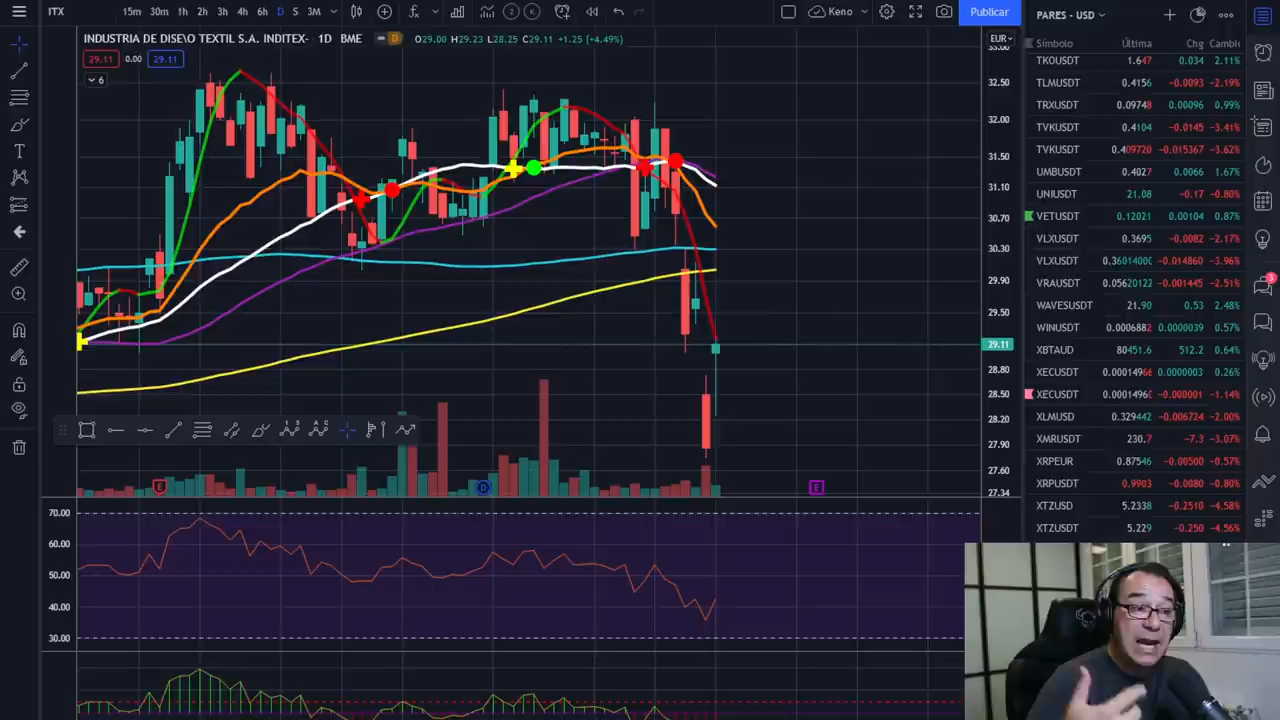 ITX 15m 30m 1h 2h 3h 4h 6h D S 3M Keno Publicar
INDUSTRIA DE DISE\O TEXTIL S.A. INDITEX- 1D BME D O29.00 H29.23 L28.25 C29.11 +1.25 (+4.49%)
29.11 0.00 29.11
6
EUR
33.00
32.50
32.00
31.50
31.10
30.70
30.30
29.90
29.50
29.11
28.80
28.50
28.20
27.90
27.60
27.34
E D E
70.00
60.00
50.00
40.00
30.00
PARES - USD
Símbolo Última Chg Cambi
TKOUSDT 1.647 0.034 2.11%
TLMUSDT 0.4156 -0.0093 -2.19%
TRXUSDT 0.09748 0.00096 0.99%
TVKUSDT 0.4104 -0.0145 -3.41%
TVKUSDT 0.409720 -0.015367 -3.62%
UMBUSDT 0.4027 0.0066 1.67%
UNIUSDT 21.08 -0.17 -0.80%
VETUSDT 0.12021 0.00104 0.87%
VLXUSDT 0.3695 -0.0082 -2.17%
VLXUSDT 0.3601400 -0.014860 -3.96%
VRAUSDT 0.05620122 -0.001445 -2.51%
WAVESUSDT 21.90 0.53 2.48%
WINUSDT 0.0006882 0.0000039 0.57%
XBTAUD 80451.6 512.2 0.64%
XECUSDT 0.00014966 0.0000003 0.26%
XECUSDT 0.0001496 -0.000001 -1.14%
XLMUSD 0.329442 -0.006724 -2.00%
XMRUSDT 230.7 -7.3 -3.07%
XRPEUR 0.87546 -0.00500 -0.57%
XRPUSDT 0.9903 -0.0080 -0.80%
XTZUSD 5.2338 -0.2510 -4.58%
XTZUSDT 5.229 -0.250 -4.56%
3